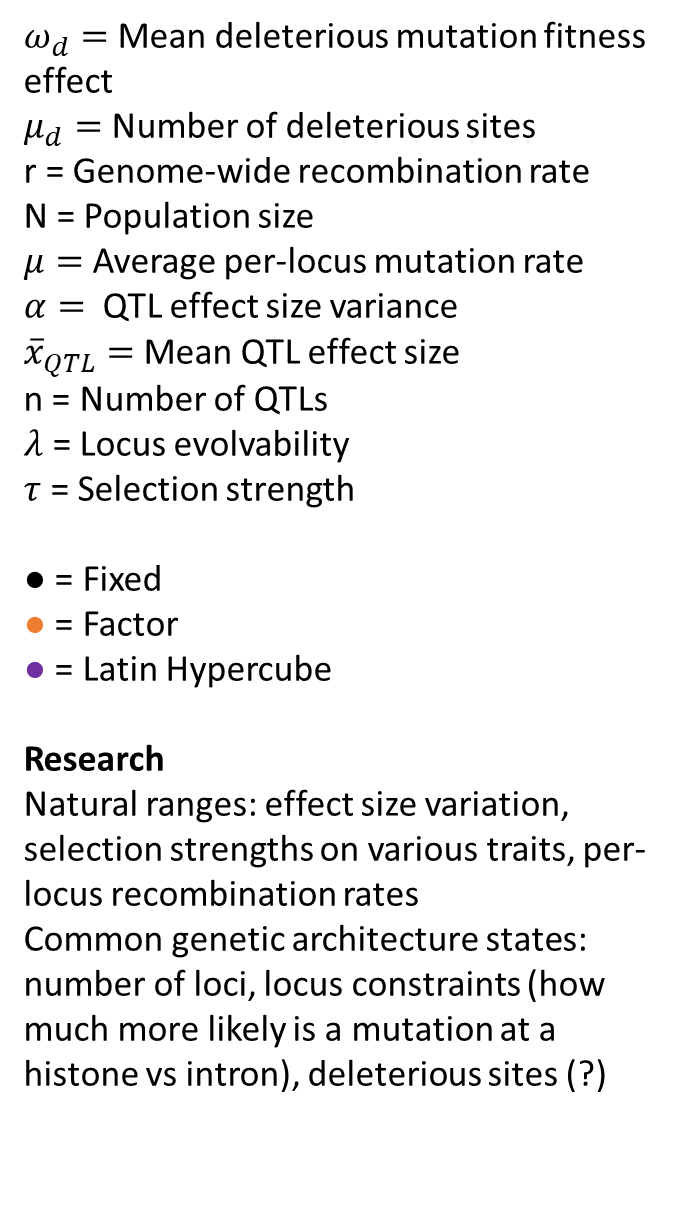 ω_d = Mean deleterious mutation fitness
effect
μ_d = Number of deleterious sites
r = Genome-wide recombination rate
N = Population size
μ = Average per-locus mutation rate
α = QTL effect size variance
x̄_QTL = Mean QTL effect size
n = Number of QTLs
λ = Locus evolvability
τ = Selection strength
● = Fixed
● = Factor
● = Latin Hypercube
Research
Natural ranges: effect size variation,
selection strengths on various traits, per-
locus recombination rates
Common genetic architecture states:
number of loci, locus constraints (how
much more likely is a mutation at a
histone vs intron), deleterious sites (?)